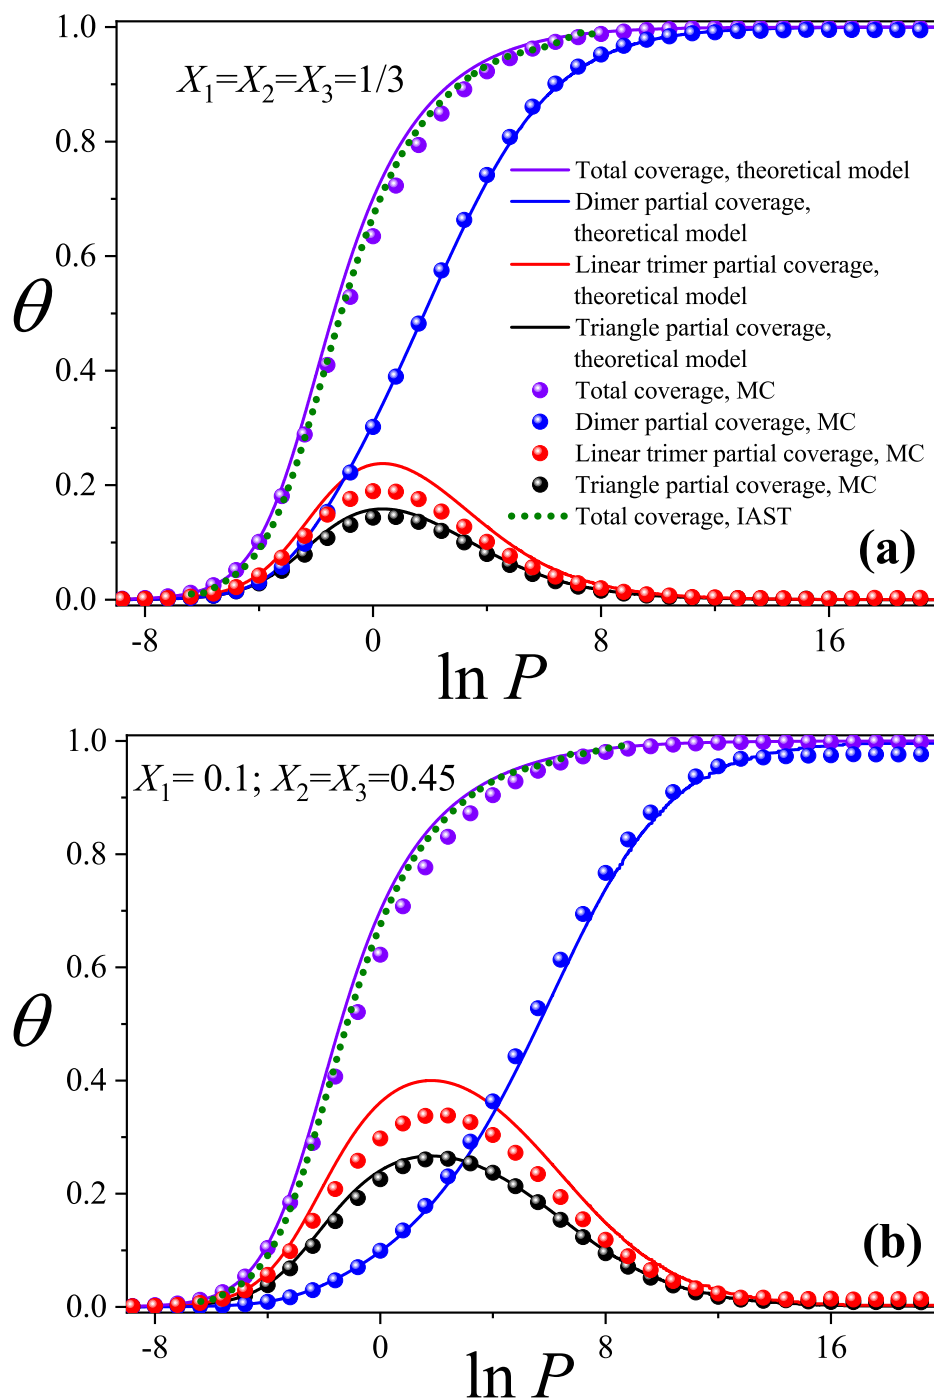 1.0
X1=X2=X3=1/3
0.8
Total coverage, theoretical model
Dimer partial coverage,
theoretical model
0.6
Linear trimer partial coverage,
θ
theoretical model
Triangle partial coverage,
theoretical model
0.4
Total coverage, MC
Dimer partial coverage, MC
Linear trimer partial coverage, MC
0.2
Triangle partial coverage, MC
Total coverage, IAST
(a)
0.0
-8 0 8 16
ln P
1.0
X1= 0.1; X2=X3=0.45
0.8
0.6
θ
0.4
0.2
(b)
0.0
-8 0 8 16
ln P